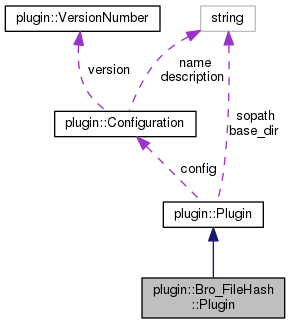 plugin::VersionNumber
string
version
name
description
plugin::Configuration
sopath
base_dir
config
plugin::Plugin
plugin::Bro_FileHash
::Plugin